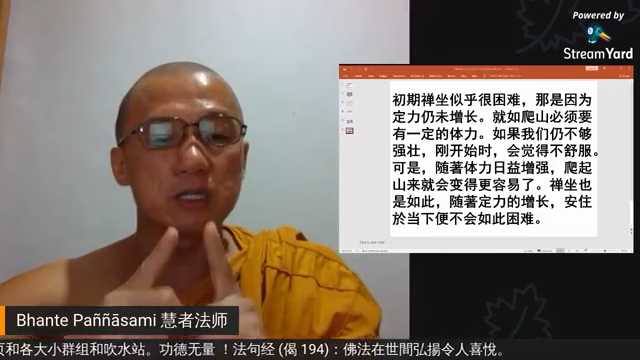 Powered by
StreamYard
初期禅坐似乎很困难，那是因为
定力仍未增长。就如爬山必须要
有一定的体力。如果我们仍不够
强壮，刚开始时，会觉得不舒服。
可是，随著体力日益增强，爬起
山来就会变得更容易了。禅坐也
是如此，随著定力的增长，安住
於当下便不会如此困难。
Bhante Paññāsami 慧者法师
页和各大小群组和吹水站。功德无量 ！法句经 (偈 194)：佛法在世間弘揚令人喜悅。